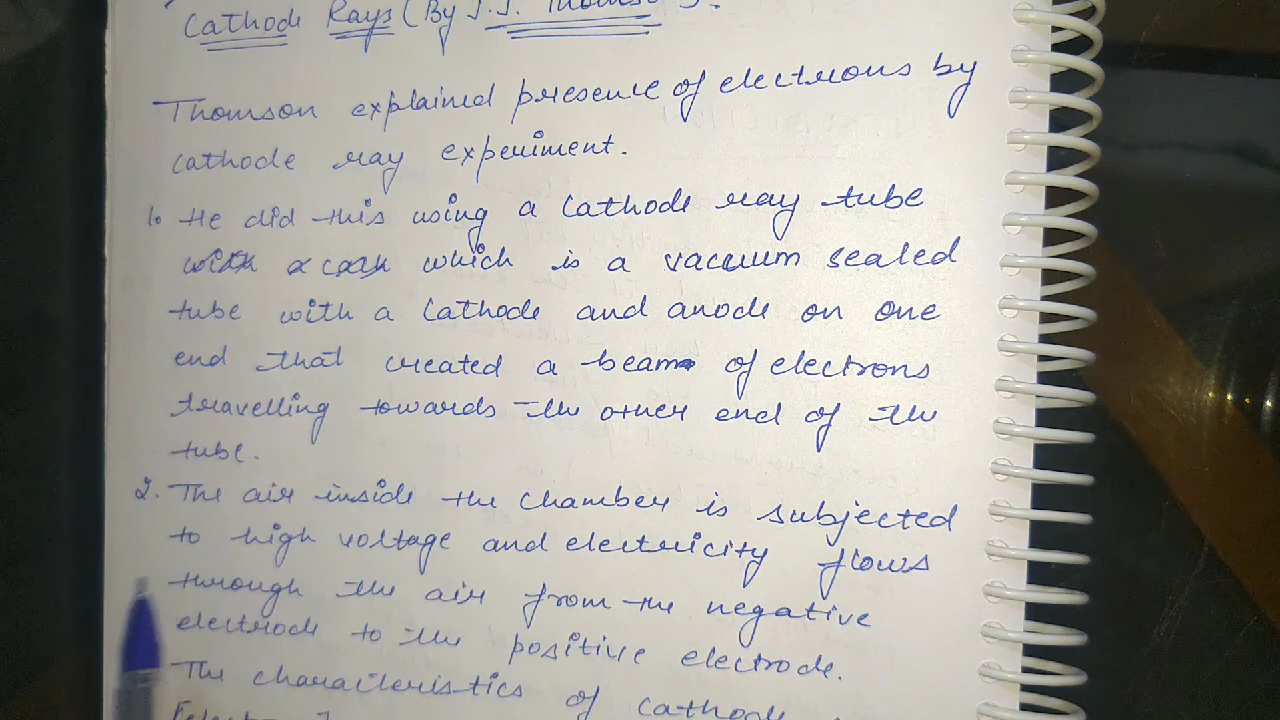 Cathode Rays (By J.J. Thomson).
Thomson explained presence of electrons by
cathode ray experiment.
1. He did this using a Cathode ray tube
which is a vacuum sealed
tube with a Cathode and anode on one
end that created a beam of electrons
travelling towards the other end of the
tube.
2. The air inside the chamber is subjected
to high voltage and electricity flows
through the air from the negative
electrode to the positive electrode.
The characteristics of Cathode